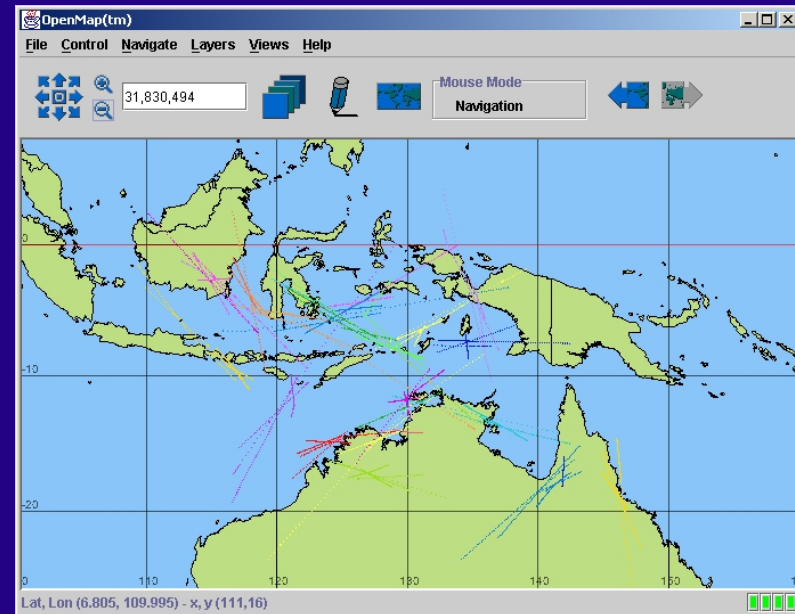 OpenMap(tm)
File Control Navigate Layers Views Help
Mouse Mode
31,830,494
Navigation
0
-10
-20
0 110 120 130 140 150
Lat, Lon (6.805, 109.995) - x, y (111,16)